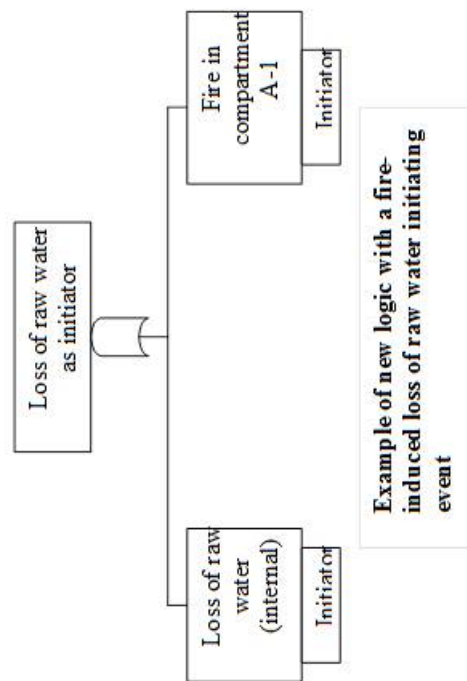 Loss of raw water
as initiator
Loss of raw
water
(internal)
Initiator
Fire in
compartment
A-1
Initiator
Example of new logic with a fire-
induced loss of raw water initiating
event